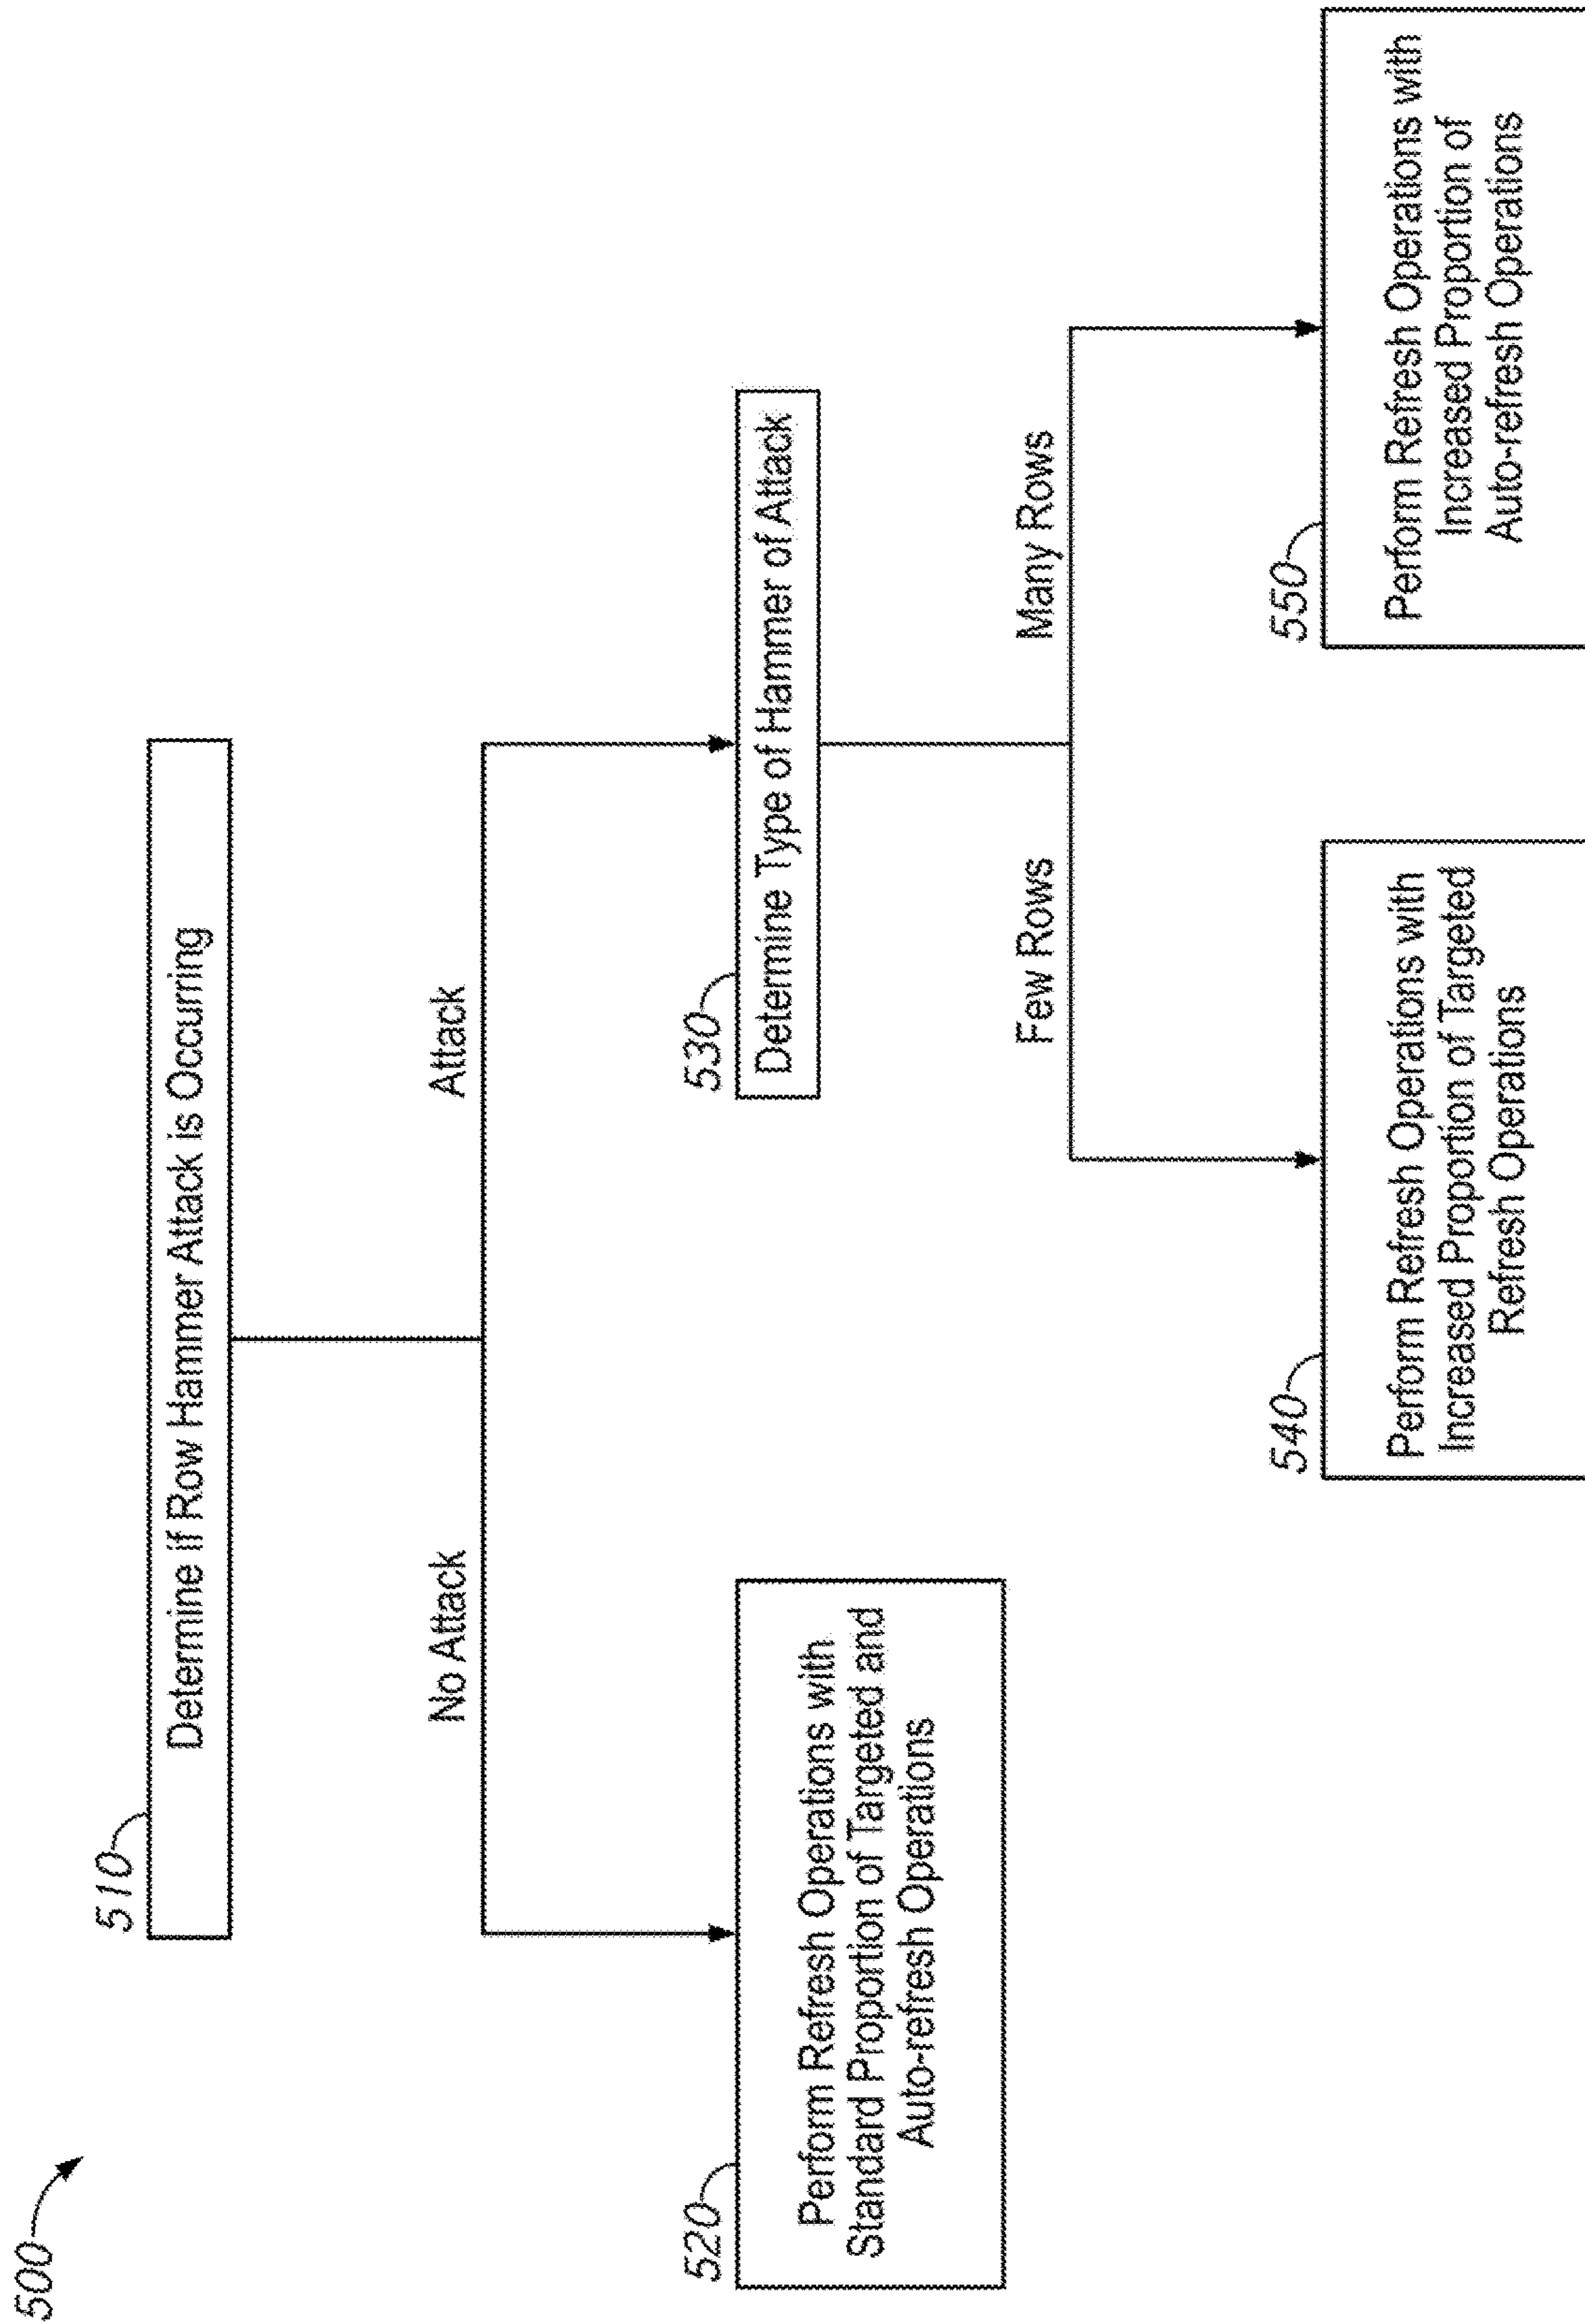 500
510
Determine if Row Hammer Attack is Occurring
No Attack
Attack
520
Perform Refresh Operations with
Standard Proportion of Targeted and
Auto-refresh Operations
530
Determine Type of Hammer of Attack
Few Rows
Many Rows
540
Perform Refresh Operations with
Increased Proportion of Targeted
Refresh Operations
550
Perform Refresh Operations with
Increased Proportion of
Auto-refresh Operations